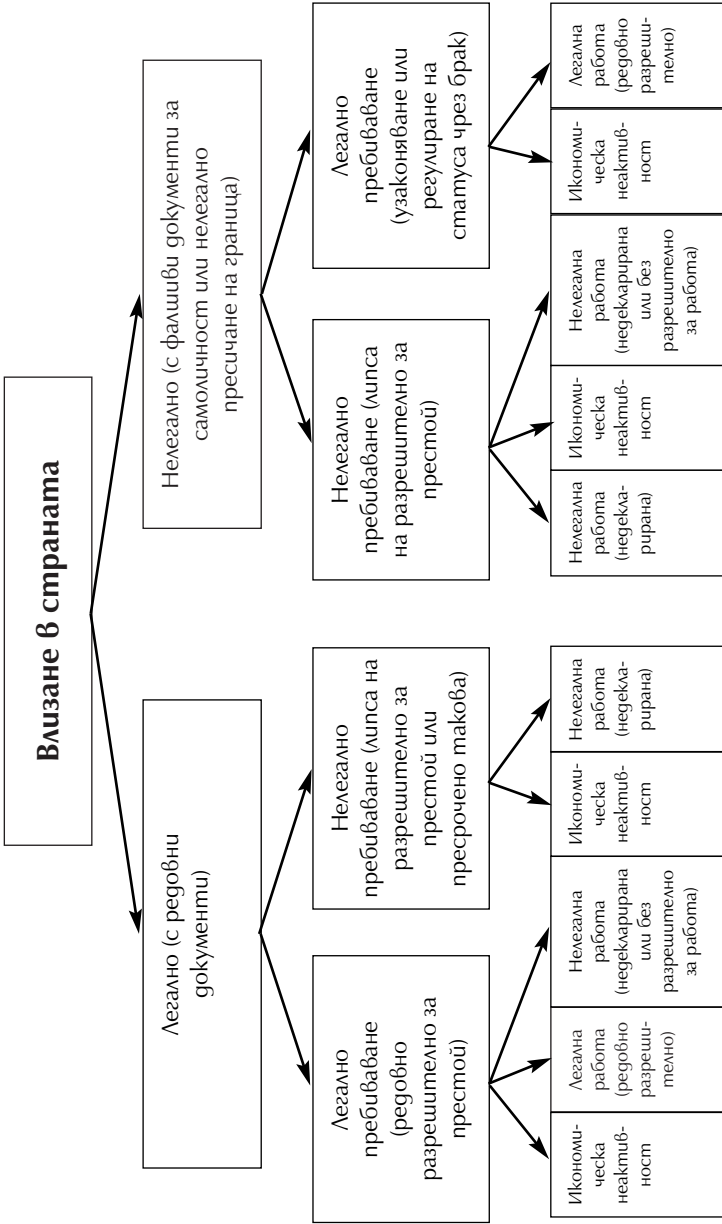 Влизане в страната
Легално (с редовни
документи)
Нелегално (с фалшиви документи за
самоличност или нелегално
пресичане на граница)
Легално
пребиваване
(редовно
разрешително за
престой)
Нелегално
пребиваване (липса на
разрешително за
престой или
пресрочено такова)
Нелегално
пребиваване (липса
на разрешително за
престой)
Легално
пребиваване
(узаконяване или
регулиране на
статуса чрез брак)
Икономи-
ческа
неактив-
ност
Легална
работа
(редовно
разреши-
телно)
Нелегална
работа
(недекларирана
или без
разрешително
за работа)
Икономи-
ческа
неактив-
ност
Нелегална
работа
(недекла-
рирана)
Нелегална
работа
(недекла-
рирана)
Икономи-
ческа
неактив-
ност
Нелегална
работа
(недекларирана
или без
разрешително
за работа)
Икономи-
ческа
неактив-
ност
Легална
работа
(редовно
разреши-
телно)